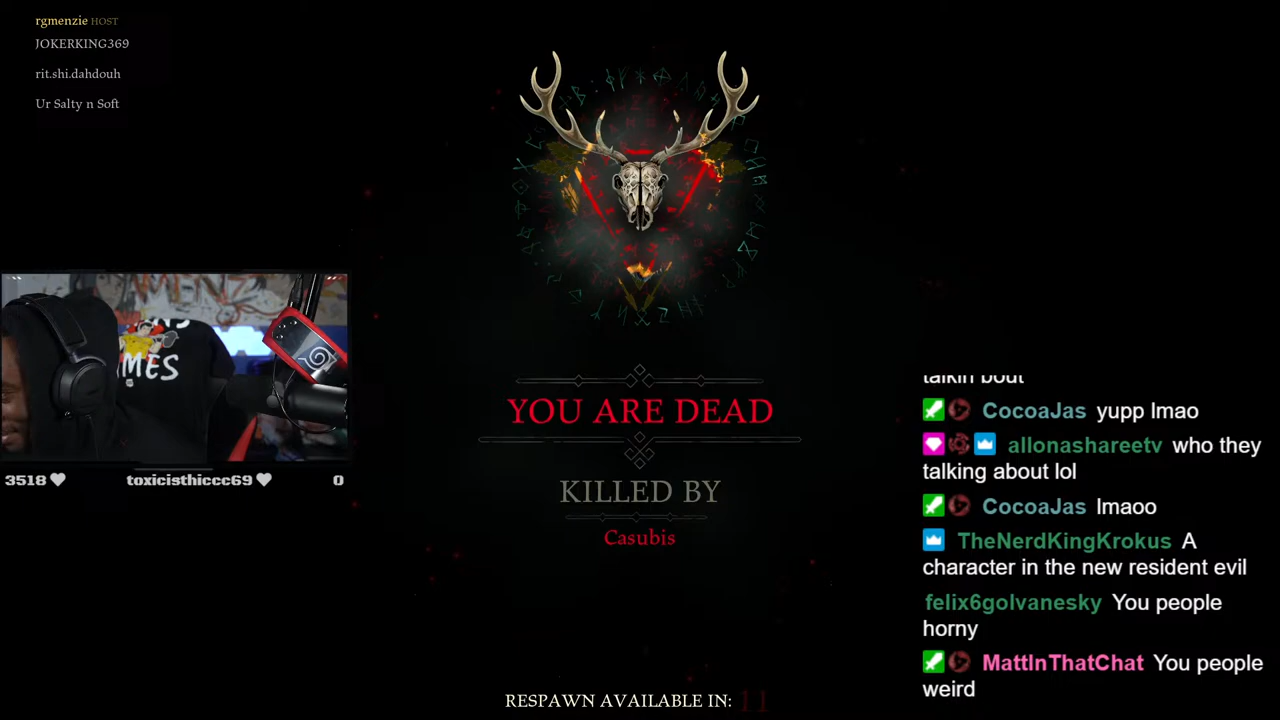 rgmenzie HOST
JOKERKING369
rit.shi.dahdouh
Ur Salty n Soft
MES
3518
toxicisthiccc69
0
YOU ARE DEAD
KILLED BY
Casubis
RESPAWN AVAILABLE IN: 11
talkin bout
CocoaJas yupp lmao
allonashareetv who they
talking about lol
CocoaJas lmaoo
TheNerdKingKrokus A
character in the new resident evil
felix6golvanesky You people
horny
MattInThatChat You people
weird